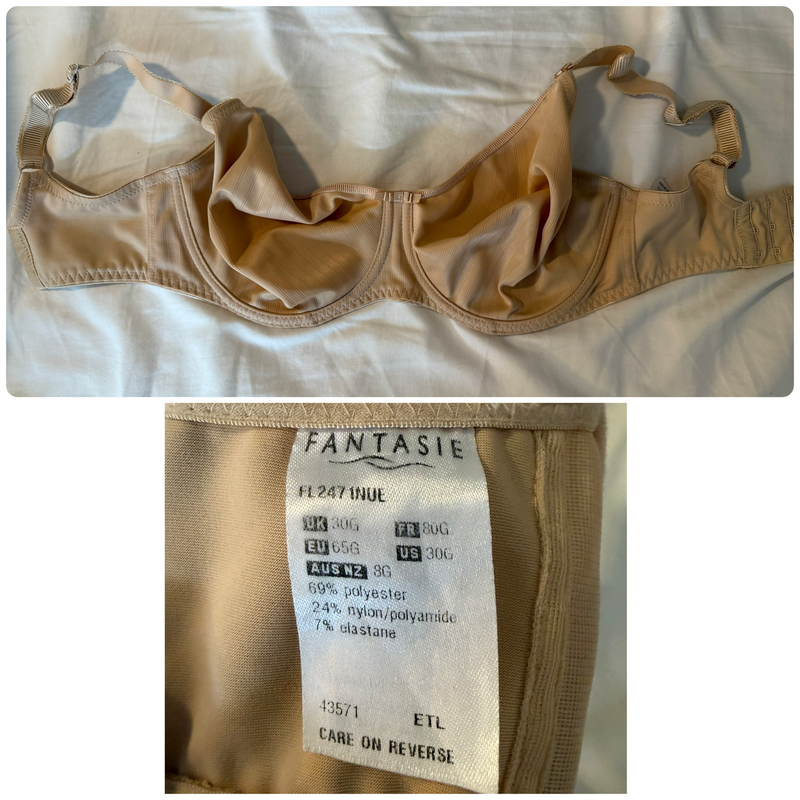 FANTASIE
FL2471NUE
UK 30G FR 80G
EU 65G US 30G
AUS NZ 8G
69% polyester
24% nylon/polyamide
7% elastane
43571 ETL
CARE ON REVERSE